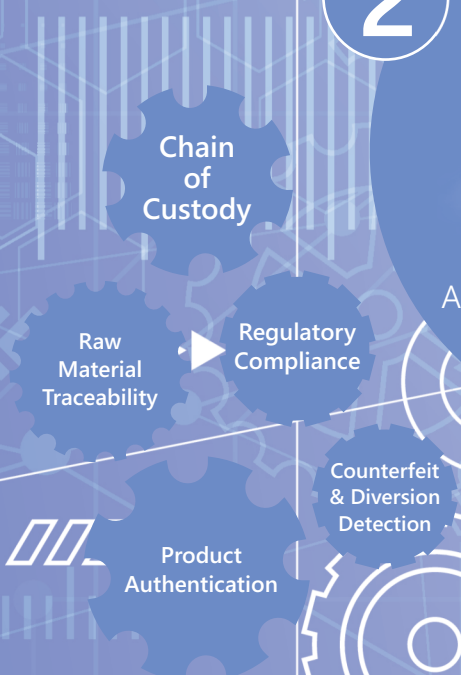 2
Chain
of
Custody
A
Raw
Material
Traceability
Regulatory
Compliance
Counterfeit
& Diversion
Detection
Product
Authentication